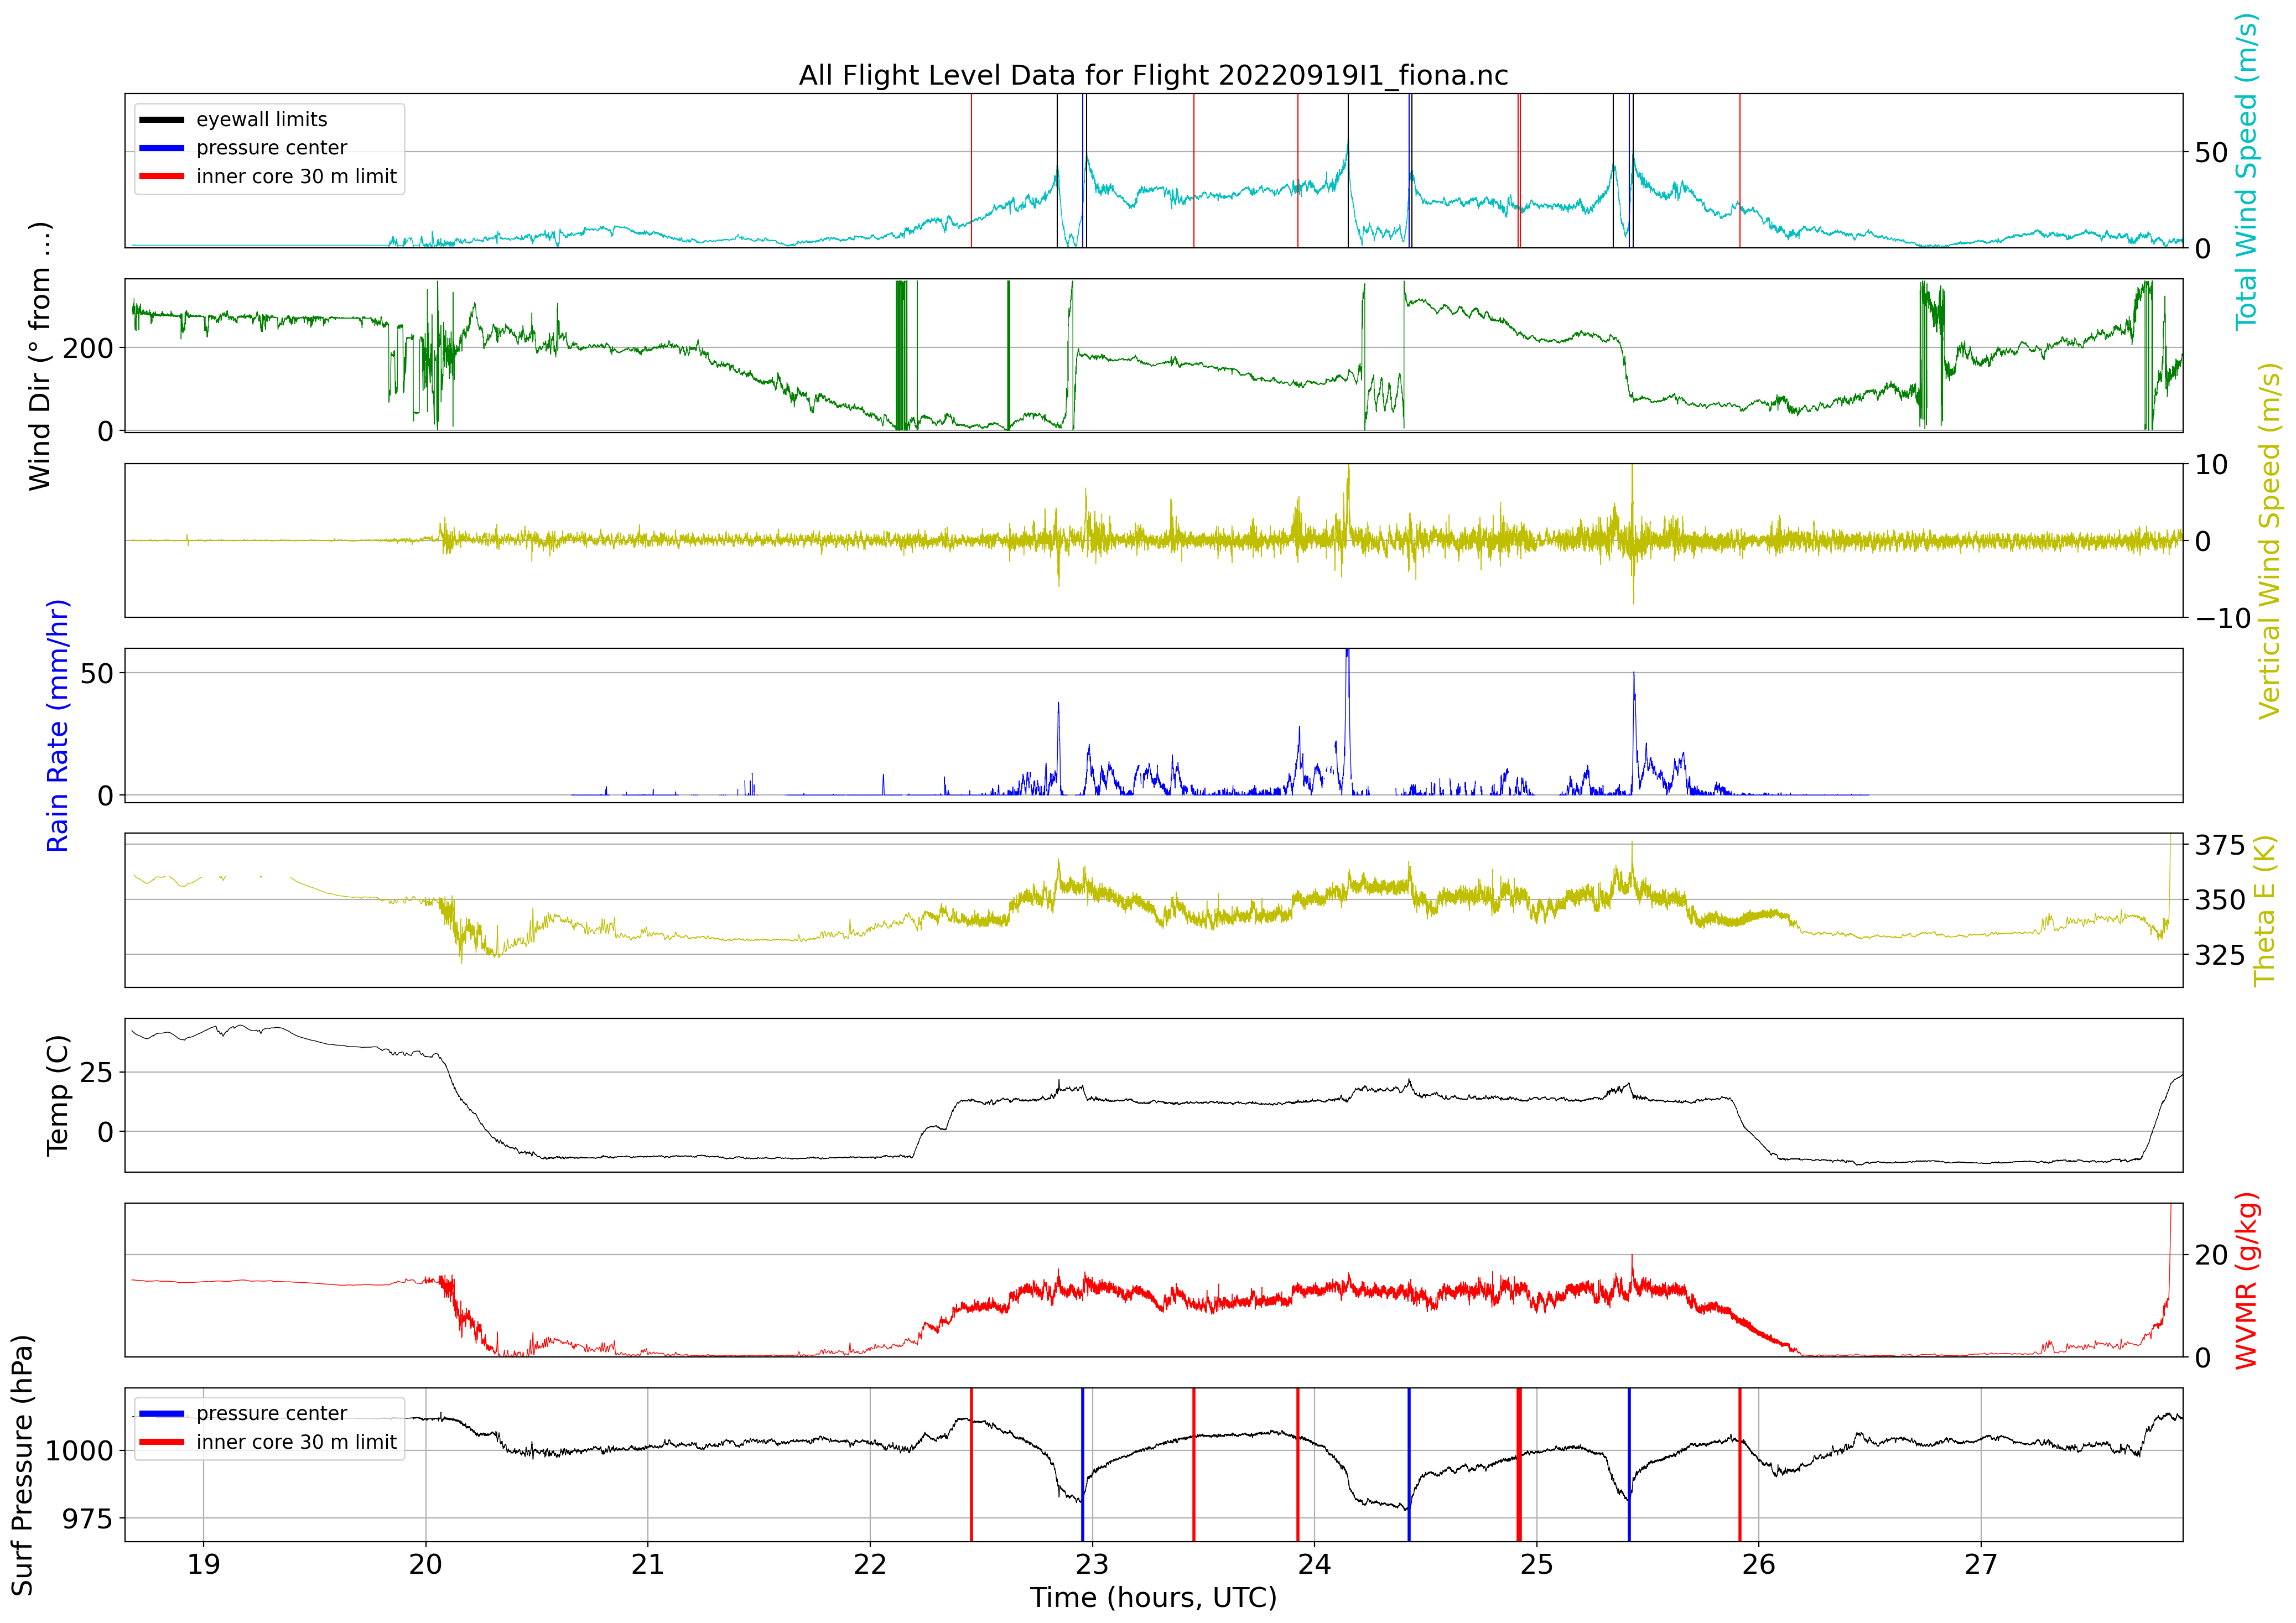 All Flight Level Data for Flight 20220919I1_fiona.nc
eyewall limits
pressure center
inner core 30 m limit
50
0
Total Wind Speed (m/s)
Wind Dir (° from ...)
200
0
10
0
−10
Vertical Wind Speed (m/s)
Rain Rate (mm/hr)
50
0
375
350
325
Theta E (K)
Temp (C)
25
0
20
0
WVMR (g/kg)
Surf Pressure (hPa)
1000
975
pressure center
inner core 30 m limit
19 20 21 22 23 24 25 26 27
Time (hours, UTC)